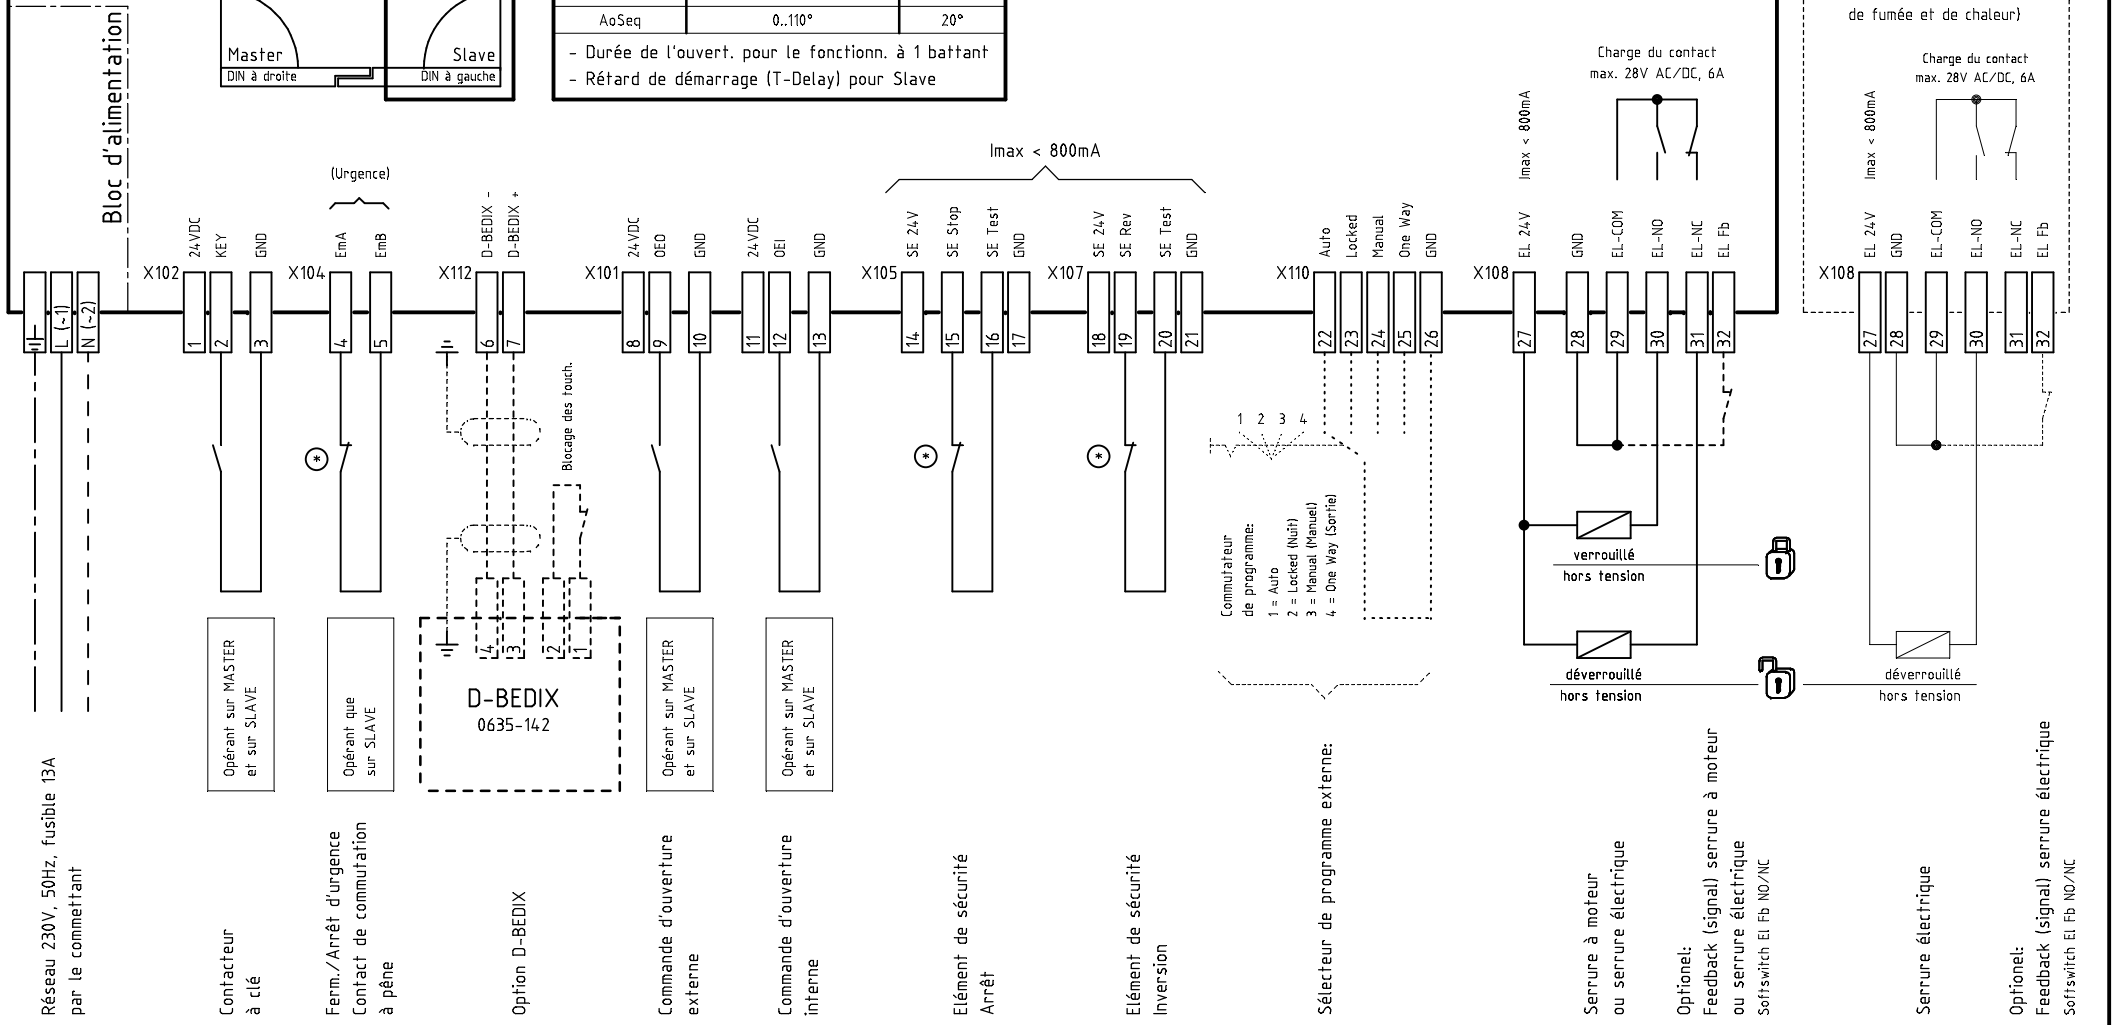 AoSeq 0..110° 20°
- Durée de l'ouvert. pour le fonctionn. à 1 battant
- Rétard de démarrage (T-Delay) pour Slave
Master
DIN à droite
Slave
DIN à gauche
Bloc d'alimentation
de fumée et de chaleur)
Charge du contact
max. 28V AC/DC, 6A
Charge du contact
max. 28V AC/DC, 6A
Imax < 800mA
Imax < 800mA
Imax < 800mA
(Urgence)
L (~1)
N (~2)
X102
24VDC
KEY
GND
1
2
3
X104
EmA
EmB
4
5
X112
D-BEDIX -
D-BEDIX +
6
7
X101
24VDC
OEO
GND
8
9
10
24VDC
OEI
GND
11
12
13
X105
SE 24V
SE Stop
SE Test
GND
14
15
16
17
X107
SE 24V
SE Rev
SE Test
GND
18
19
20
21
X110
Auto
Locked
Manual
One Way
GND
22
23
24
25
26
X108
EL 24V
GND
EL-COM
EL-NO
EL-NC
EL Fb
27
28
29
30
31
32
X108
EL 24V
GND
EL-COM
EL-NO
EL-NC
EL Fb
27
28
29
30
31
32
*
*
*
Blocage des touch.
1 2 3 4
Commutateur
de programme:
1 = Auto
2 = Locked (Nuit)
3 = Manual (Manuel)
4 = One Way (Sortie)
verrouillé
hors tension
déverrouillé
hors tension
déverrouillé
hors tension
4
3
2
1
D-BEDIX
0635-142
Opérant sur MASTER
et sur SLAVE
Opérant que
sur SLAVE
Opérant sur MASTER
et sur SLAVE
Opérant sur MASTER
et sur SLAVE
Réseau 230V, 50Hz, fusible 13A
par le commettant
Contacteur
à clé
Ferm./Arrêt d'urgence
Contact de commutation
à pêne
Option D-BEDIX
Commande d'ouverture
externe
Commande d'ouverture
interne
Elément de sécurité
Arrêt
Elément de sécurité
Inversion
Sélecteur de programme externe:
Serrure à moteur
ou serrure électrique
Optionel:
Feedback (signal) serrure à moteur
ou serrure électrique
Softswitch El Fb NO/NC
Serrure électrique
Optionel:
Feedback (signal) serrure électrique
Softswitch El Fb NO/NC